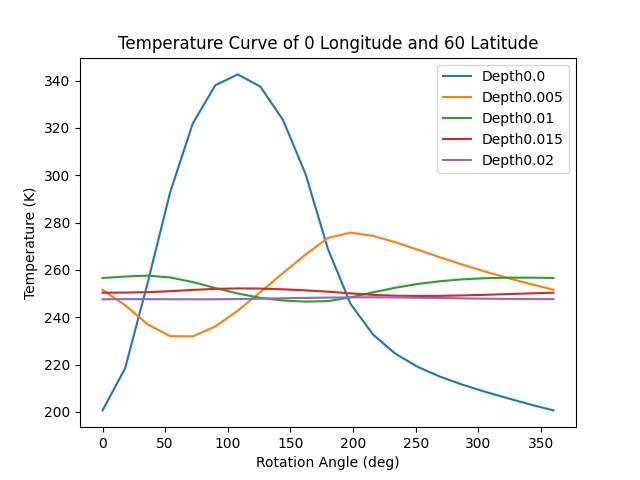 Temperature Curve of 0 Longitude and 60 Latitude
Depth0.0
Depth0.005
Depth0.01
Depth0.015
Depth0.02
Temperature (K)
340
320
300
280
260
240
220
200
0 50 100 150 200 250 300 350
Rotation Angle (deg)